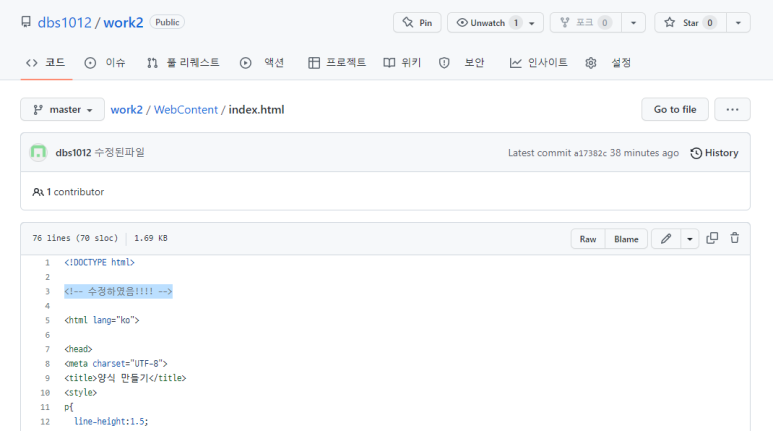 dbs1012 / work2 Public
Pin Unwatch 1 포크 0 Star 0
코드 이슈 풀 리퀘스트 액션 프로젝트 위키 보안 인사이트 설정
master work2 / WebContent / index.html Go to file ...
dbs1012 수정된파일 Latest commit a17382c 38 minutes ago History
1 contributor
76 lines (70 sloc) 1.69 KB Raw Blame
1 <!DOCTYPE html>
2
3 <!-- 수정하였음!!!! -->
4
5 <html lang="ko">
6
7 <head>
8 <meta charset="UTF-8">
9 <title>양식 만들기</title>
10 <style>
11 p{
12 line-height:1.5;